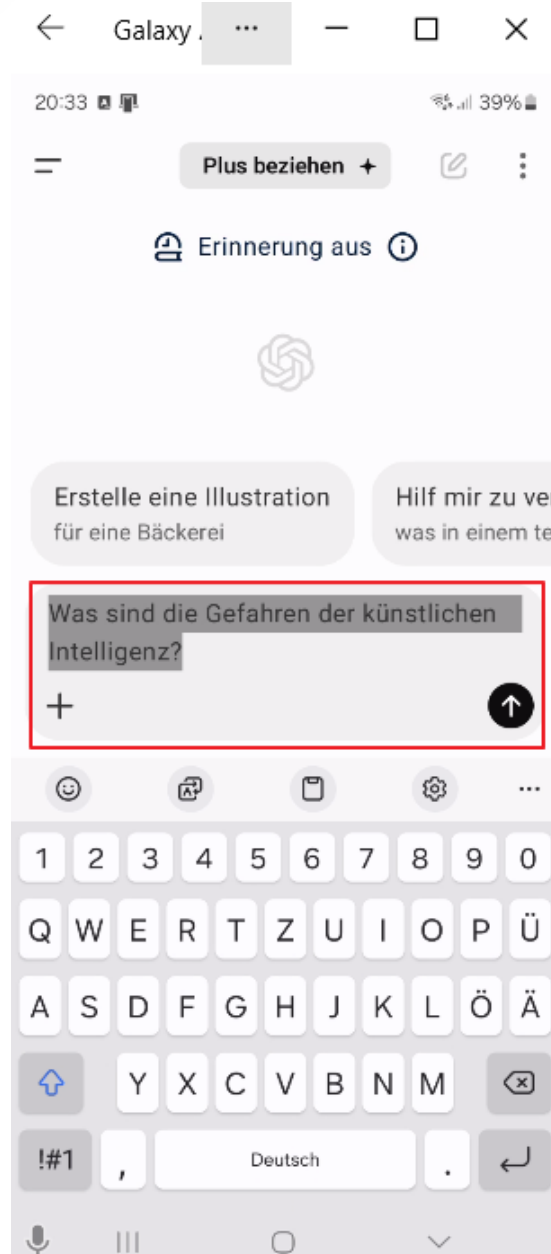 Galaxy
20:33
39%
Plus beziehen
Erinnerung aus
Erstelle eine Illustration
für eine Bäckerei
Hilf mir zu
was in einem
Was sind die Gefahren der künstlichen
Intelligenz?
1 2 3 4 5 6 7 8 9 0
Q W E R T Z U I O P Ü
A S D F G H J K L Ö Ä
Y X C V B N M
!#1 , Deutsch .